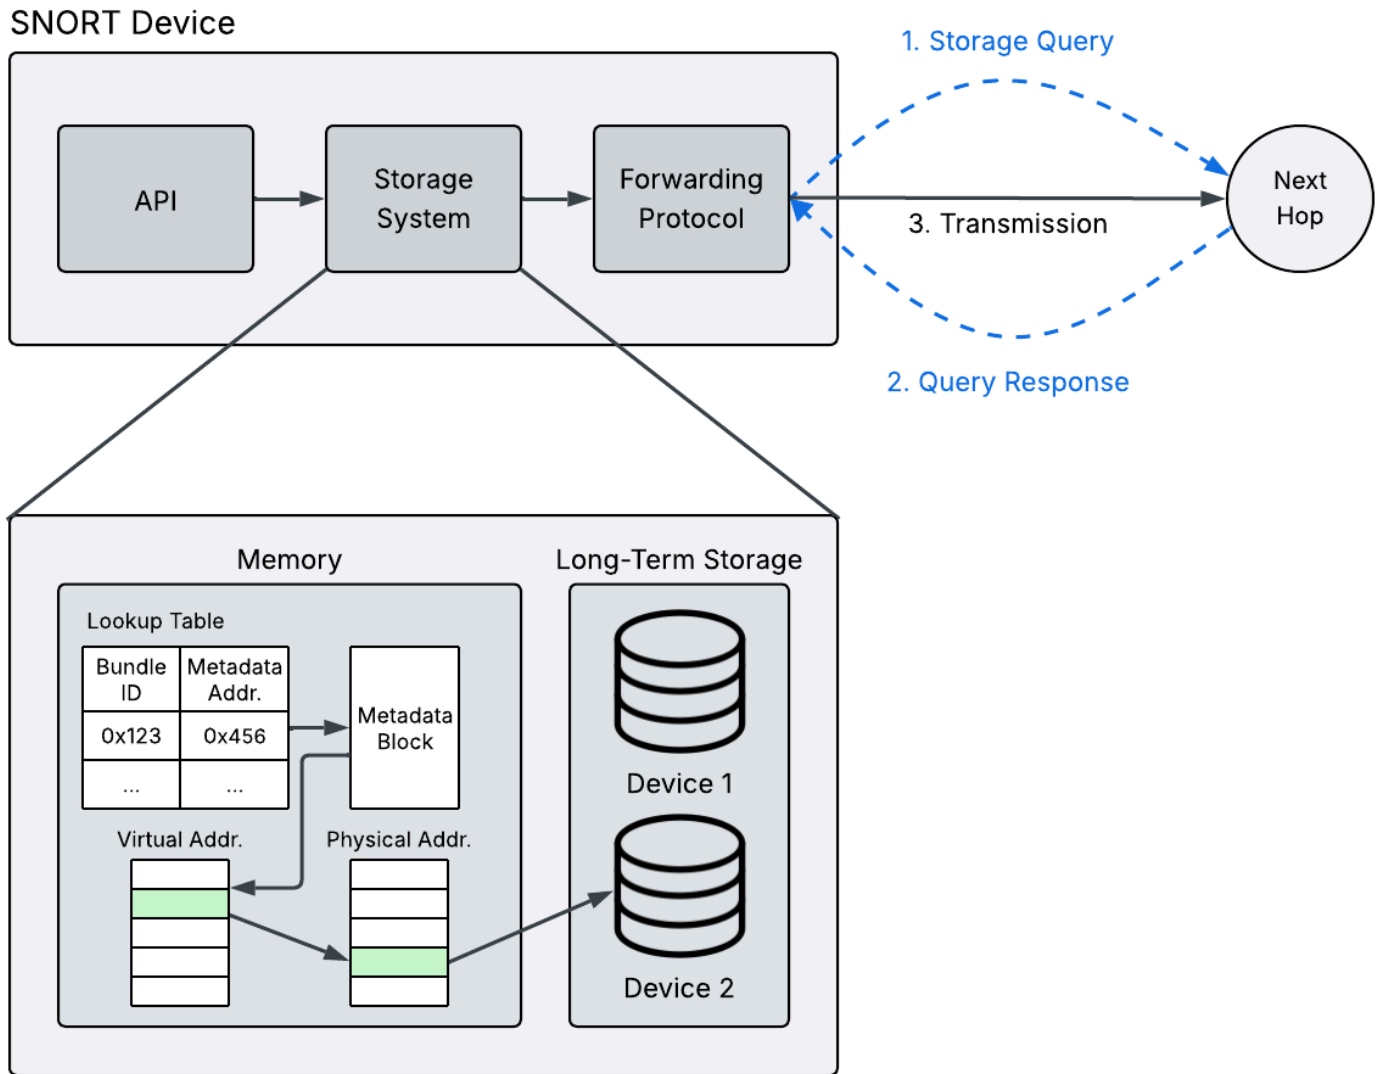 SNORT Device
1. Storage Query
API
Storage
System
Forwarding
Protocol
Next
Hop
3. Transmission
2. Query Response
Memory
Long-Term Storage
Lookup Table
Bundle
ID
Metadata
Addr.
0x123
0x456
...
...
Metadata
Block
Device 1
Virtual Addr.
Physical Addr.
Device 2